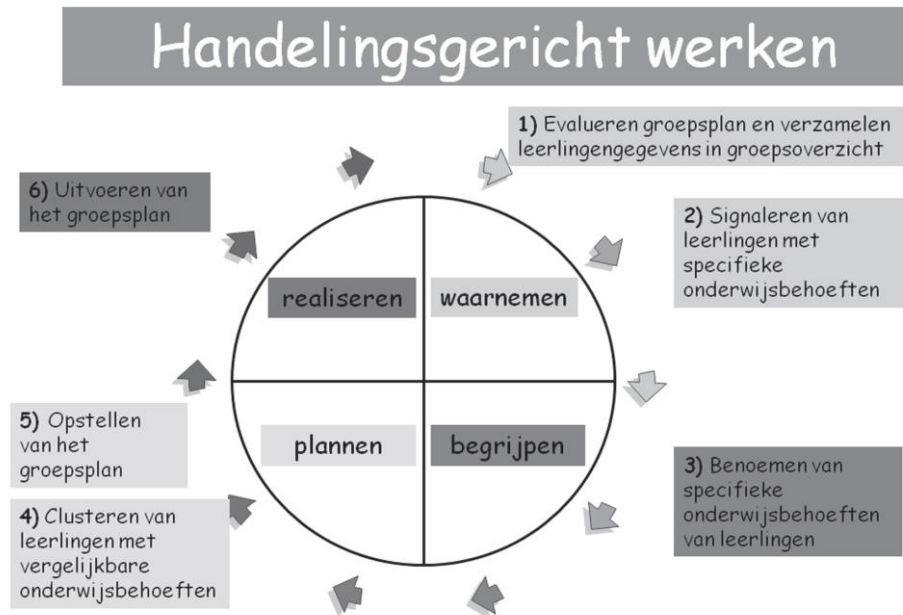 Handelingsgericht werken
1) Evalueren groepsplan en verzamelen
leerlingengegevens in groepsoverzicht
2) Signaleren van
leerlingen met
specifieke
onderwijsbehoeften
3) Benoemen van
specifieke
onderwijsbehoeften
van leerlingen
4) Clusteren van
leerlingen met
vergelijkbare
onderwijsbehoeften
5) Opstellen
van het
groepsplan
6) Uitvoeren van
het groepsplan
realiseren
waarnemen
plannen
begrijpen